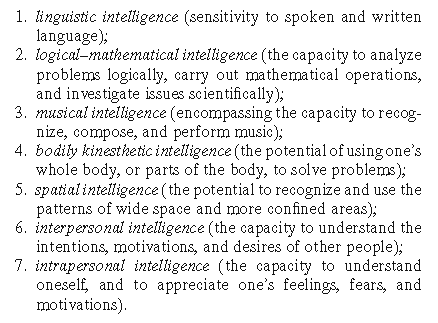 1. linguistic intelligence (sensitivity to spoken and written
language);
2. logical–mathematical intelligence (the capacity to analyze
problems logically, carry out mathematical operations,
and investigate issues scientifically);
3. musical intelligence (encompassing the capacity to recog-
nize, compose, and perform music);
4. bodily kinesthetic intelligence (the potential of using one's
whole body, or parts of the body, to solve problems);
5. spatial intelligence (the potential to recognize and use the
patterns of wide space and more confined areas);
6. interpersonal intelligence (the capacity to understand the
intentions, motivations, and desires of other people);
7. intrapersonal intelligence (the capacity to understand
oneself, and to appreciate one's feelings, fears, and
motivations).